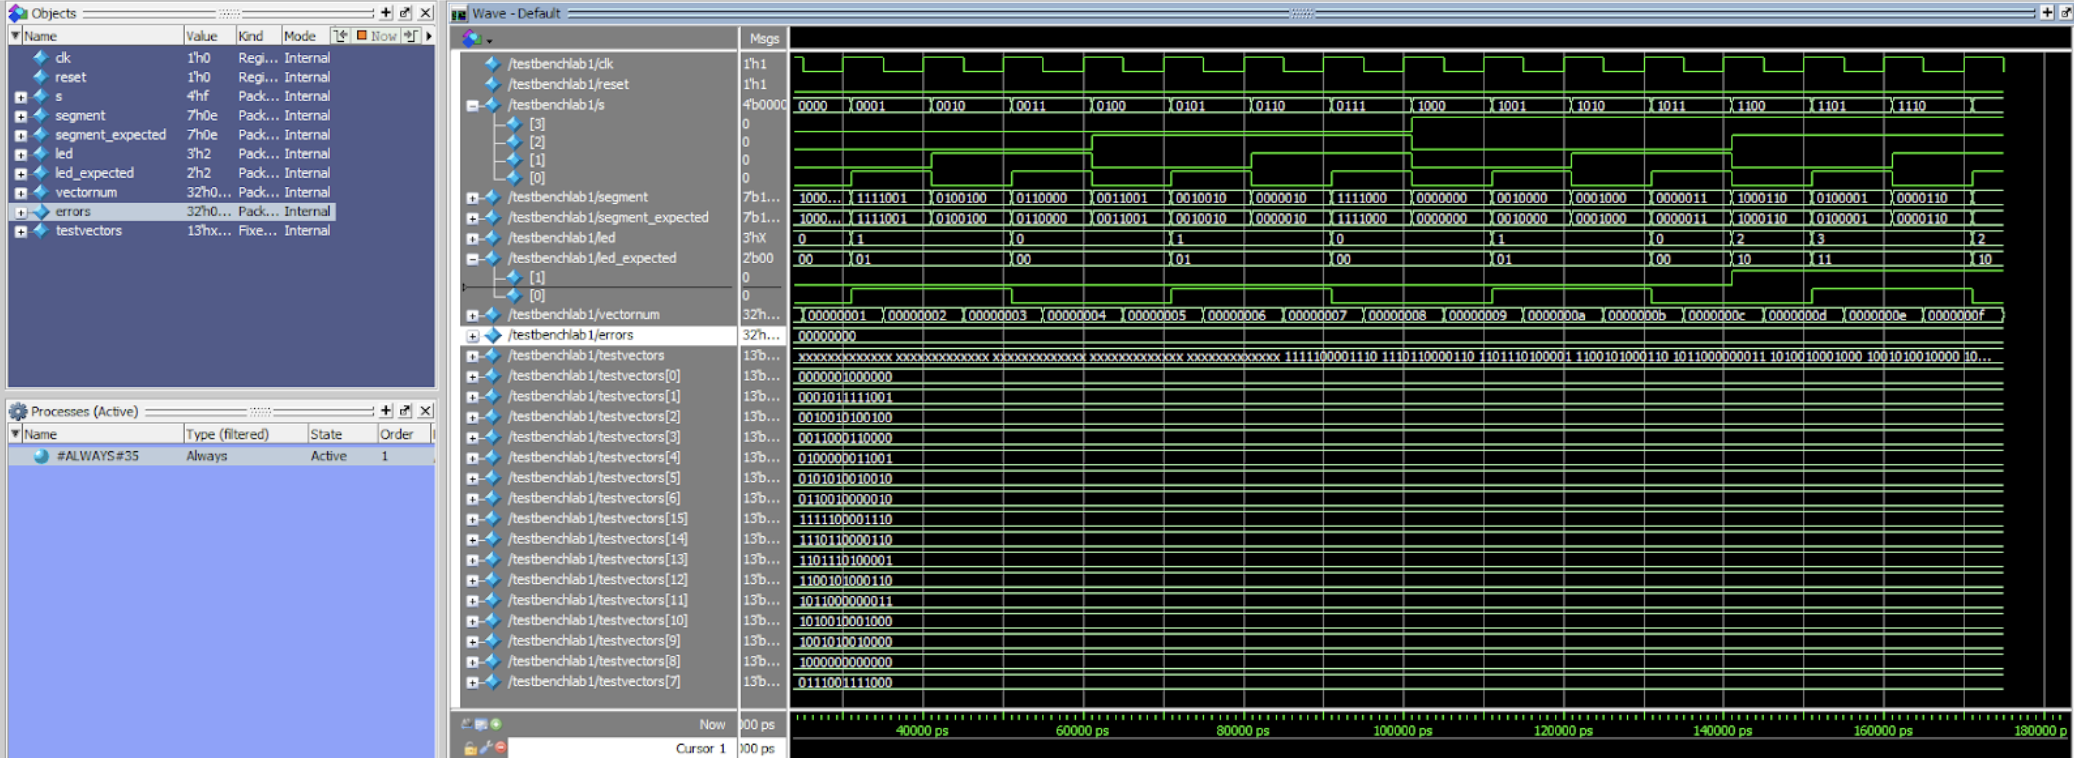 Objects
Name Value Kind Mode Now
clk 1'h0 Regi... Internal
reset 1'h0 Regi... Internal
s 4'hf Pack... Internal
segment 7'h0e Pack... Internal
segment_expected 7'h0e Pack... Internal
led 3'h2 Pack... Internal
led_expected 2'h2 Pack... Internal
vectornum 32'h0... Pack... Internal
errors 32'h0... Pack... Internal
testvectors 13'hx... Fixe... Internal
Processes (Active)
Name Type (filtered) State Order
#ALWAYS#35 Always Active 1
Wave - Default
Msgs
/testbenchlab1/clk 1'h1
/testbenchlab1/reset 1'h1
/testbenchlab1/s 4'b0000 0000 0001 0010 0011 0100 0101 0110 0111 1000 1001 1010 1011 1100 1101 1110
[3] 0
[2] 0
[1] 0
[0] 0
/testbenchlab1/segment 7'b1... 1000... 1111001 0100100 0110000 0011001 0010010 0000010 1111000 0000000 0010000 0001000 0000011 1000110 0100001 0000110
/testbenchlab1/segment_expected 7'b1... 1000... 1111001 0100100 0110000 0011001 0010010 0000010 1111000 0000000 0010000 0001000 0000011 1000110 0100001 0000110
/testbenchlab1/led 3'hX 0 1 0 1 0 1 0 2 3 2
/testbenchlab1/led_expected 2'b00 00 01 00 01 00 01 00 10 11 10
[1] 0
[0] 0
/testbenchlab1/vectornum 32'h... 00000001 00000002 00000003 00000004 00000005 00000006 00000007 00000008 00000009 0000000a 0000000b 0000000c 0000000d 0000000e 0000000f
/testbenchlab1/errors 32'h... 00000000
/testbenchlab1/testvectors 13'b... xxxxxxxxxxxxx xxxxxxxxxxxxx xxxxxxxxxxxxx xxxxxxxxxxxxx xxxxxxxxxxxxx 1111100001110 1110110000110 1101110100001 1100101000110 1011000000011 1010010001000 1001010010000 10...
/testbenchlab1/testvectors[0] 13'b... 0000001000000
/testbenchlab1/testvectors[1] 13'b... 0001011111001
/testbenchlab1/testvectors[2] 13'b... 0010010100100
/testbenchlab1/testvectors[3] 13'b... 0011000110000
/testbenchlab1/testvectors[4] 13'b... 0100000011001
/testbenchlab1/testvectors[5] 13'b... 0101010010010
/testbenchlab1/testvectors[6] 13'b... 0110010000010
/testbenchlab1/testvectors[15] 13'b... 1111100001110
/testbenchlab1/testvectors[14] 13'b... 1110110000110
/testbenchlab1/testvectors[13] 13'b... 1101110100001
/testbenchlab1/testvectors[12] 13'b... 1100101000110
/testbenchlab1/testvectors[11] 13'b... 1011000000011
/testbenchlab1/testvectors[10] 13'b... 1010010001000
/testbenchlab1/testvectors[9] 13'b... 1001010010000
/testbenchlab1/testvectors[8] 13'b... 1000000000000
/testbenchlab1/testvectors[7] 13'b... 0111001111000
Now 000 ps
Cursor 1 000 ps
40000 ps 60000 ps 80000 ps 100000 ps 120000 ps 140000 ps 160000 ps 180000 p